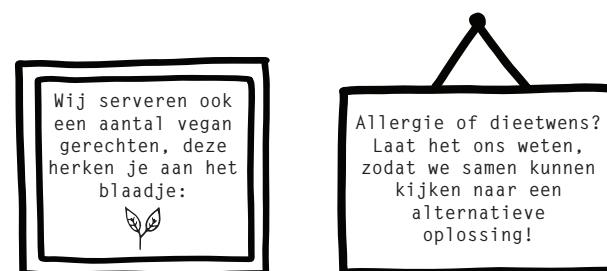 Wij serveren ook
een aantal vegan
gerechten, deze
herken je aan het
blaadje:
Allergie of dieetwens?
Laat het ons weten,
zodat we samen kunnen
kijken naar een
alternatieve
oplossing!